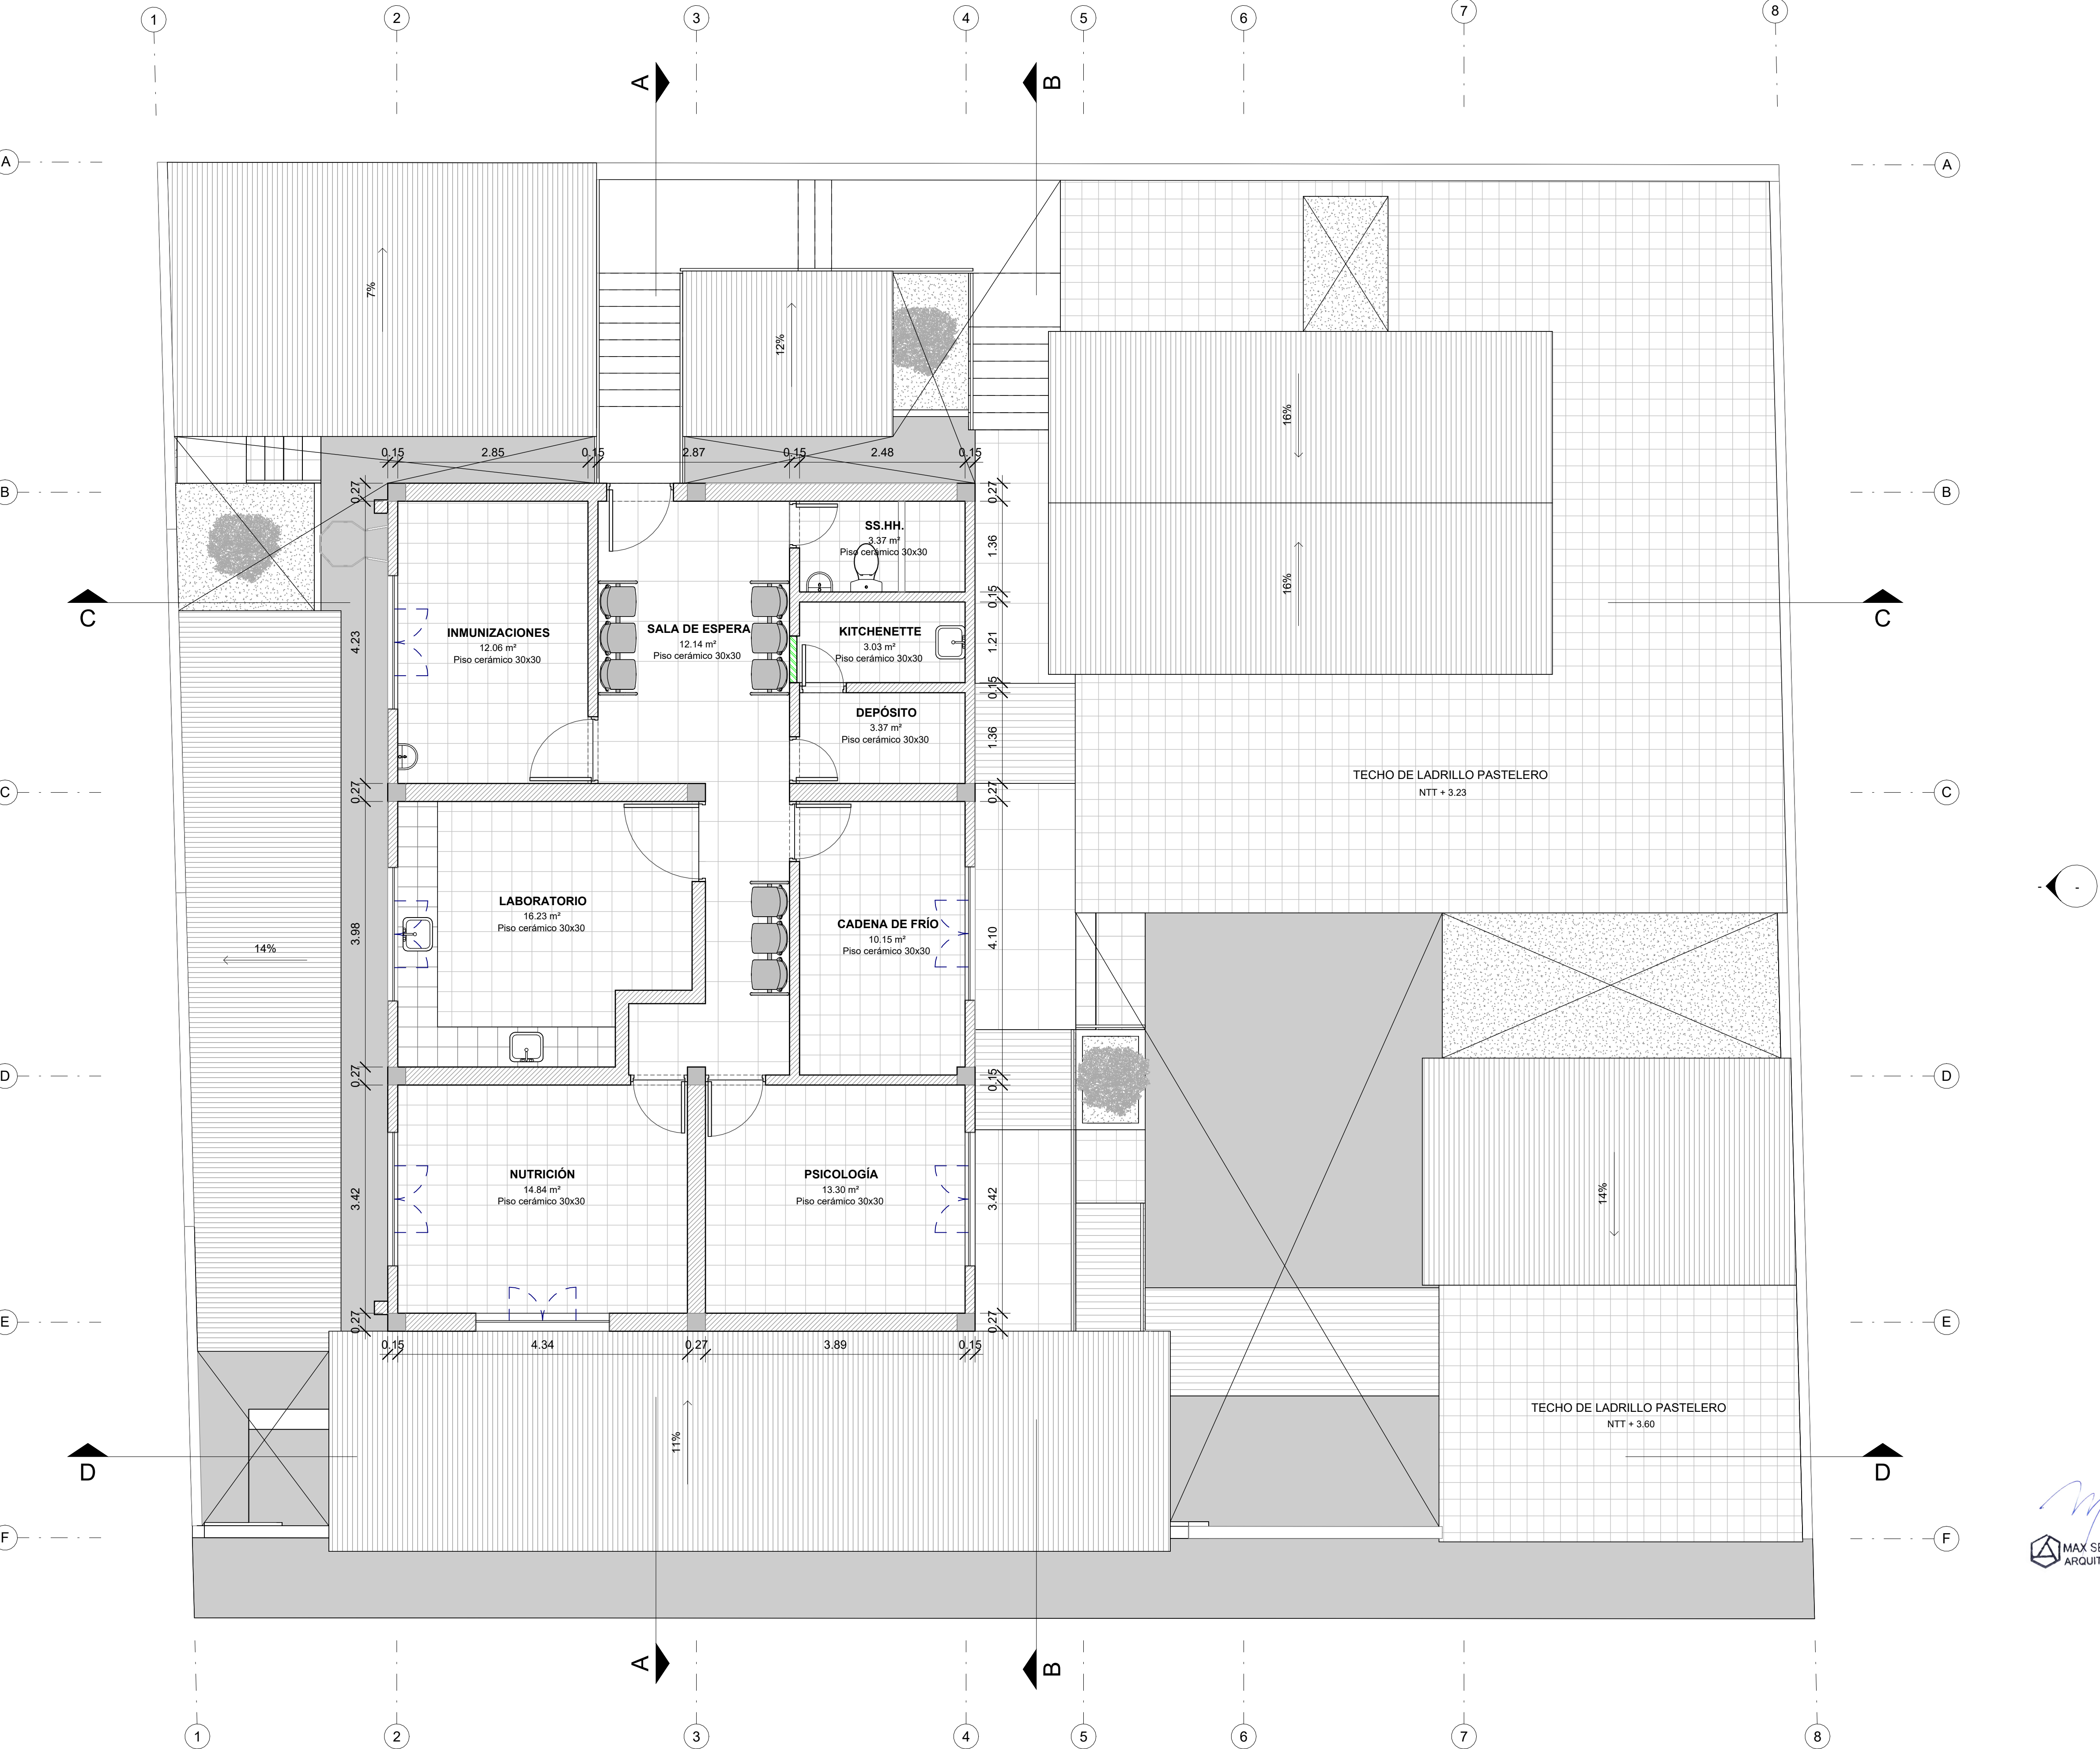 1 2 3 4 5 6 7 8
A B
A A
7%
12%
16%
0.15 2.85 0.15 2.87 0.15 2.48 0.15
B 0.27 0.27 B
SS.HH.
3.37 m²
Piso cerámico 30x30
1.36
16%
0.15
C C
INMUNIZACIONES
12.06 m²
Piso cerámico 30x30
SALA DE ESPERA
12.14 m²
Piso cerámico 30x30
KITCHENETTE
3.03 m²
Piso cerámico 30x30
4.23 1.21
0.15
DEPÓSITO
3.37 m²
Piso cerámico 30x30
1.36
TECHO DE LADRILLO PASTELERO
NTT + 3.23
C 0.27 0.27 C
- -
LABORATORIO
16.23 m²
Piso cerámico 30x30
CADENA DE FRÍO
10.15 m²
Piso cerámico 30x30
14% 3.98 4.10
D 0.27 0.15 D
NUTRICIÓN
14.84 m²
Piso cerámico 30x30
PSICOLOGÍA
13.30 m²
Piso cerámico 30x30
3.42 3.42 14%
E 0.27 0.27 E
0.15 4.34 0.27 3.89 0.15
TECHO DE LADRILLO PASTELERO
NTT + 3.60
11%
D D
F F
MAX
ARQUIT
A B
1 2 3 4 5 6 7 8